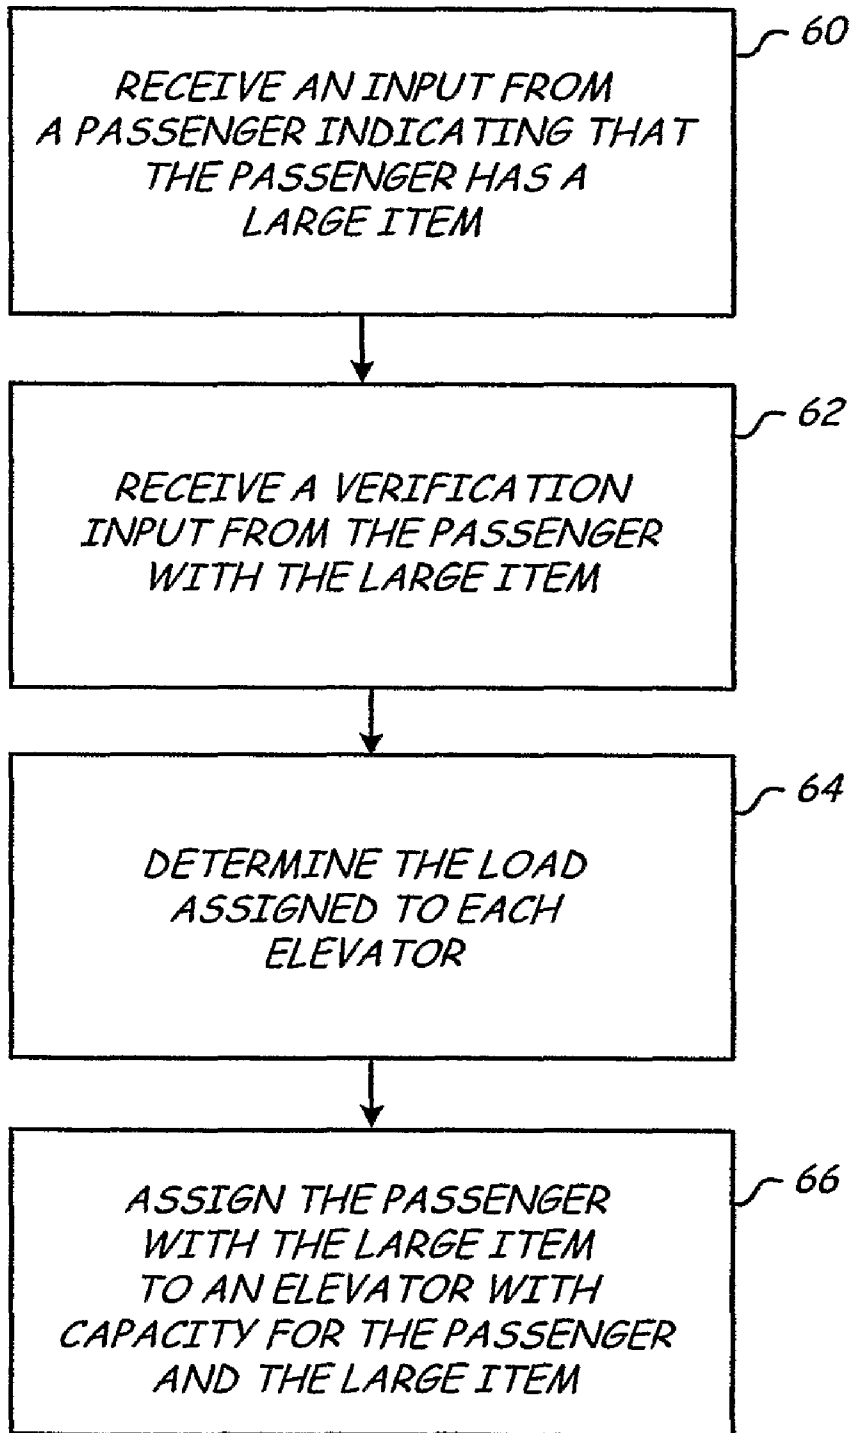 60
RECEIVE AN INPUT FROM
A PASSENGER INDICATING THAT
THE PASSENGER HAS A
LARGE ITEM
62
RECEIVE A VERIFICATION
INPUT FROM THE PASSENGER
WITH THE LARGE ITEM
64
DETERMINE THE LOAD
ASSIGNED TO EACH
ELEVATOR
66
ASSIGN THE PASSENGER
WITH THE LARGE ITEM
TO AN ELEVATOR WITH
CAPACITY FOR THE PASSENGER
AND THE LARGE ITEM